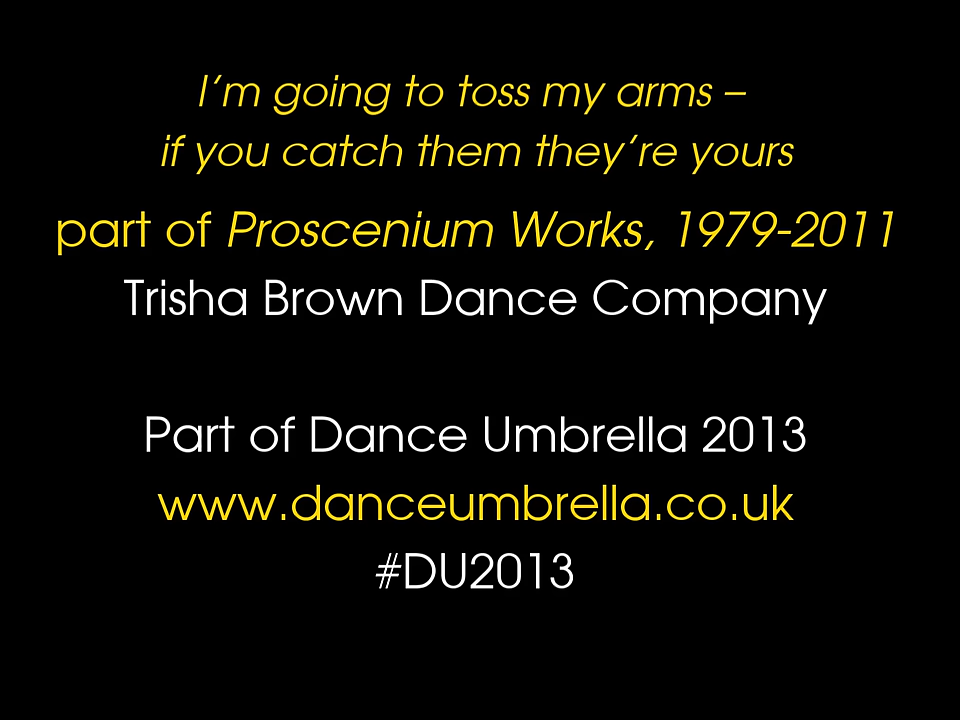 I’m going to toss my arms –
if you catch them they’re yours
part of Proscenium Works, 1979-2011
Trisha Brown Dance Company
Part of Dance Umbrella 2013
www.danceumbrella.co.uk
#DU2013